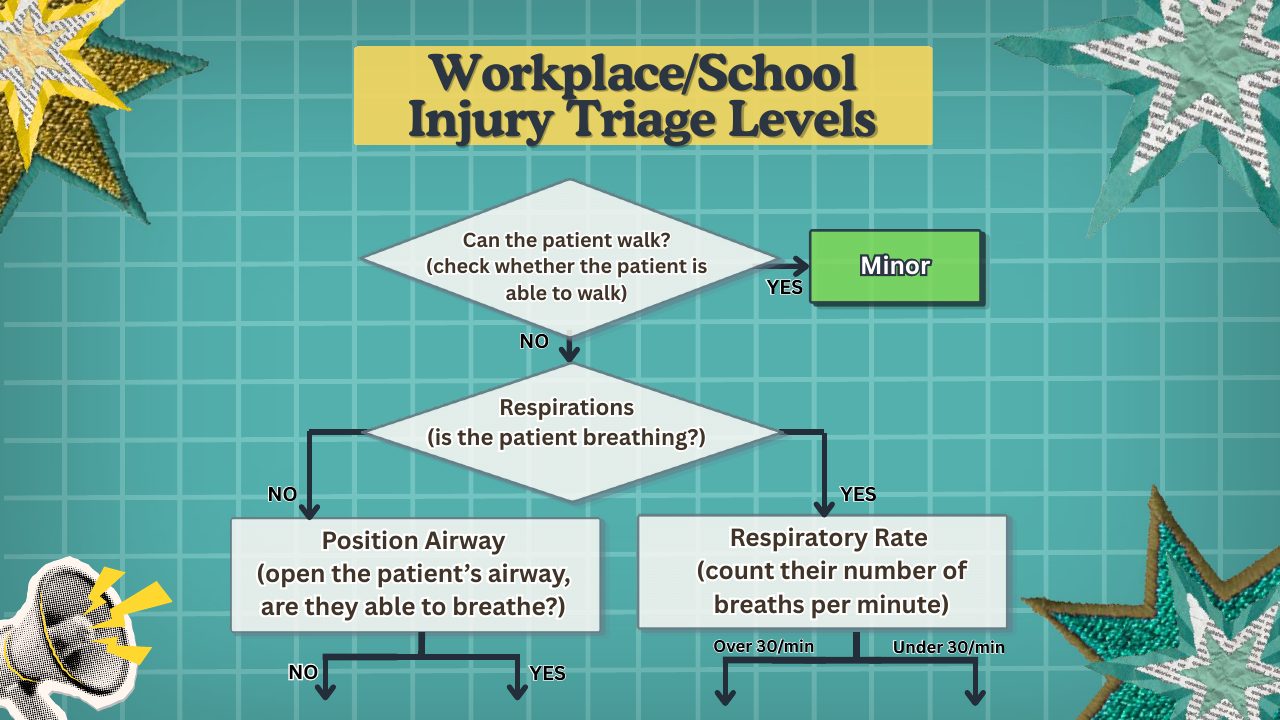 Workplace/School
Injury Triage Levels
Can the patient walk?
(check whether the patient is
able to walk)
YES
Minor
NO
Respirations
(is the patient breathing?)
NO
YES
Position Airway
(open the patient’s airway,
are they able to breathe?)
Respiratory Rate
(count their number of
breaths per minute)
NO
YES
Over 30/min
Under 30/min